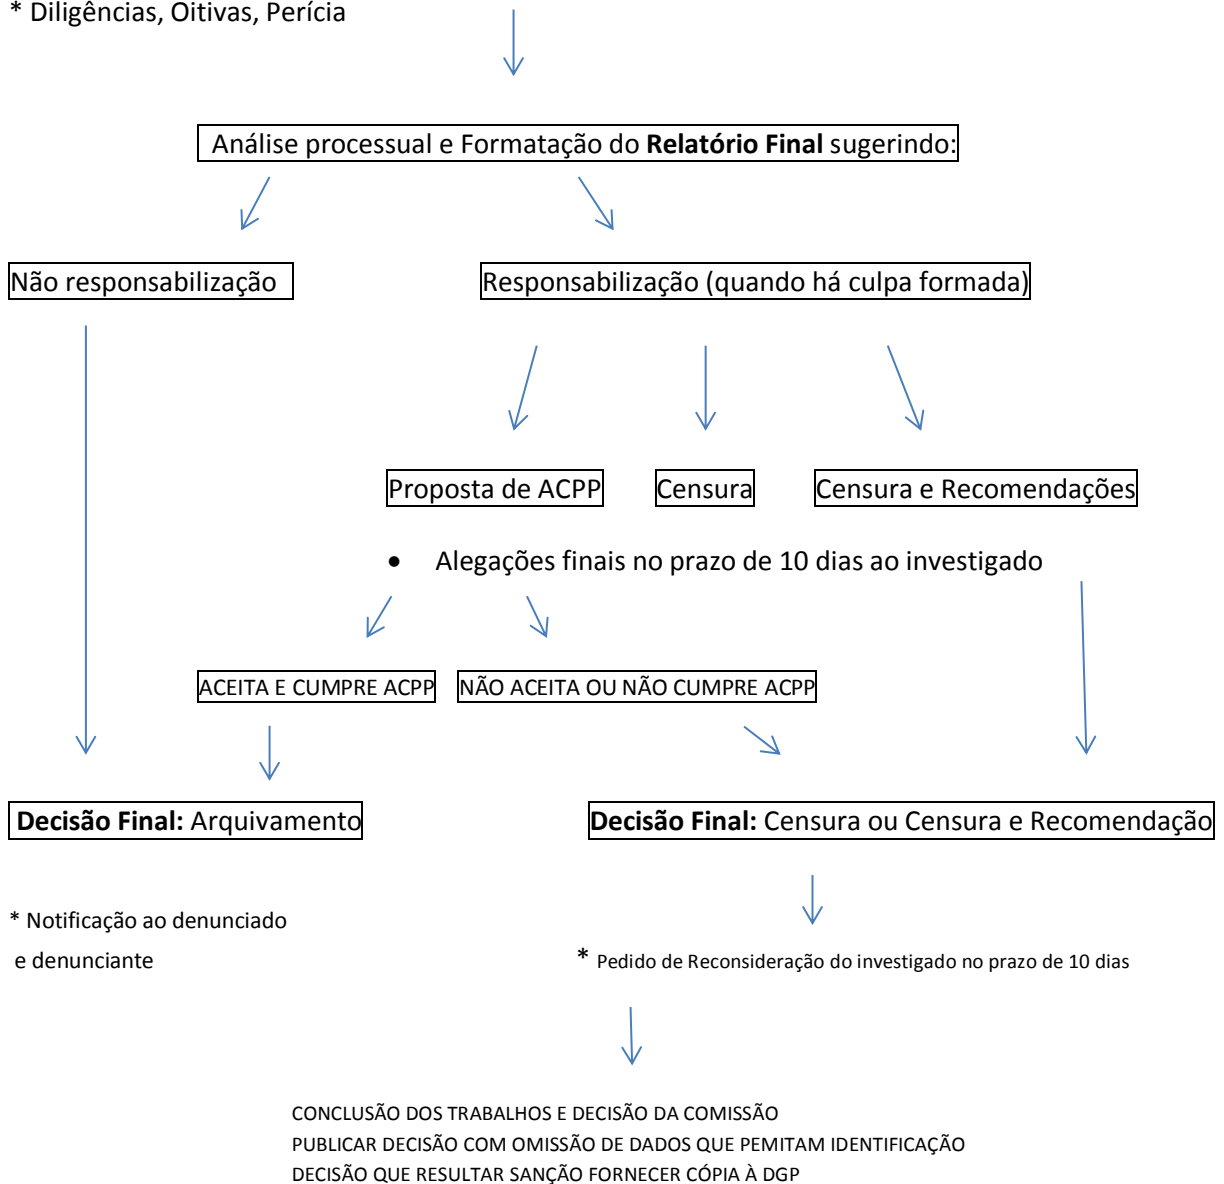 * Diligências, Oitivas, Perícia
Análise processual e Formatação do Relatório Final sugerindo:
Não responsabilização
Responsabilização (quando há culpa formada)
Proposta de ACPP
Censura
Censura e Recomendações
• Alegações finais no prazo de 10 dias ao investigado
ACEITA E CUMPRE ACPP
NÃO ACEITA OU NÃO CUMPRE ACPP
Decisão Final: Arquivamento
Decisão Final: Censura ou Censura e Recomendação
* Notificação ao denunciado
e denunciante
* Pedido de Reconsideração do investigado no prazo de 10 dias
CONCLUSÃO DOS TRABALHOS E DECISÃO DA COMISSÃO
PUBLICAR DECISÃO COM OMISSÃO DE DADOS QUE PEMITAM IDENTIFICAÇÃO
DECISÃO QUE RESULTAR SANÇÃO FORNECER CÓPIA À DGP